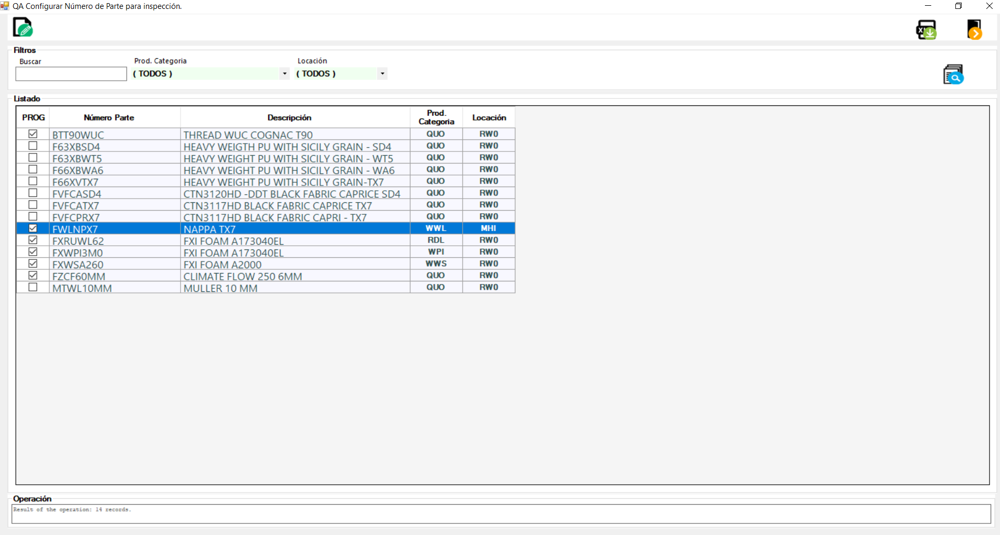 QA Configurar Número de Parte para inspección.
Filtros
Buscar Prod. Categoria Locación
( TODOS ) ( TODOS )
Listado
PROG Número Parte Descripción Prod. Categoria Locación
BTT90WUC THREAD WUC COGNAC T90 QUO RW0
F63XBSD4 HEAVY WEIGTH PU WITH SICILY GRAIN - SD4 QUO RW0
F63XBWT5 HEAVY WEIGHT PU WITH SICILY GRAIN - WT5 QUO RW0
F66XBWA6 HEAVY WEIGHT PU WITH SICILY GRAIN - WA6 QUO RW0
F66XVTX7 HEAVY WEIGHT PU WITH SICILY GRAIN-TX7 QUO RW0
FVFCASD4 CTN3120HD -DDT BLACK FABRIC CAPRICE SD4 QUO RW0
FVFCATX7 CTN3117HD BLACK FABRIC CAPRICE TX7 QUO RW0
FVFCPRX7 CTN3117HD BLACK FABRIC CAPRI - TX7 QUO RW0
FWLNPX7 NAPPA TX7 WWL MHI
FXRUWL62 FXI FOAM A173040EL RDL RW0
FXWPI3M0 FXI FOAM A173040EL WPI RW0
FXWSA260 FXI FOAM A2000 WWS RW0
FZCF60MM CLIMATE FLOW 250 6MM QUO RW0
MTWL10MM MULLER 10 MM QUO RW0
Operación
Result of the operation: 14 records.